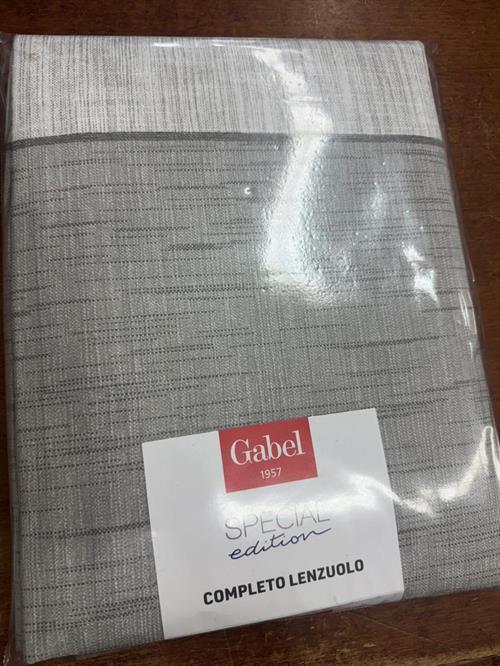 Gabel
1957
SPECIAL
edition
COMPLETO LENZUOLO